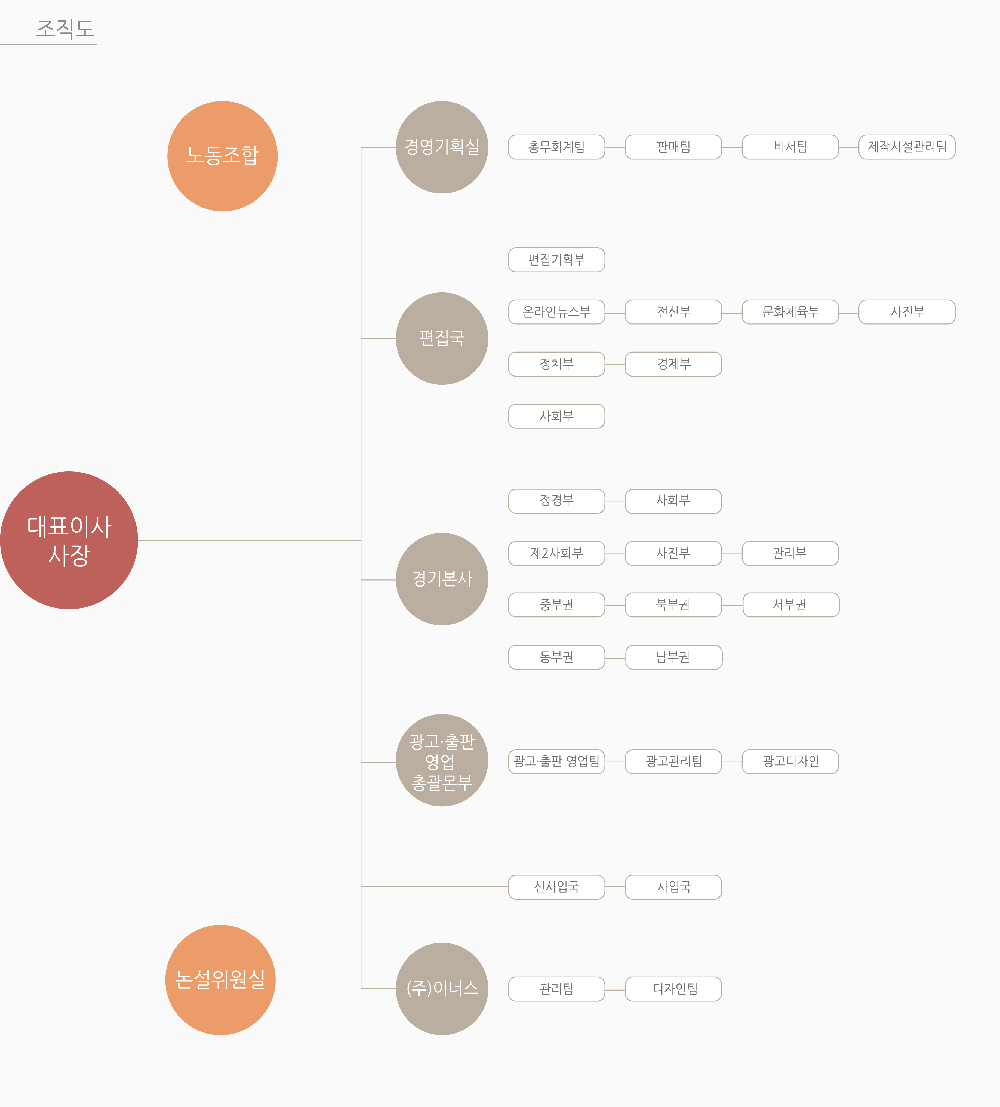 조직도
노동조합
경영기획실
총무회계팀
판매팀
비서팀
제작시설관리팀
편집국
편집기획부
온라인뉴스부
전산부
문화체육부
사진부
정치부
경제부
사회부
대표이사
사장
경기본사
정경부
사회부
제2사회부
사진부
관리부
중부권
북부권
서부권
동부권
남부권
광고·출판
영업
총괄몬부
광고·출판 영업팀
광고관리팀
광고디자인
신사업국
사업국
논설위원실
(주)이너스
관리팀
디자인팀